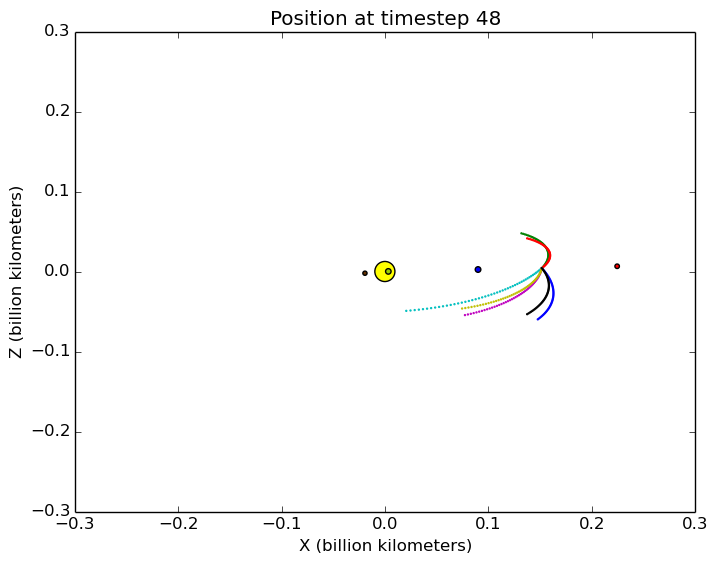 Position at timestep 48
0.3
0.2
0.1
0.0
−0.1
−0.2
−0.3
Z (billion kilometers)
−0.3 −0.2 −0.1 0.0 0.1 0.2 0.3
X (billion kilometers)